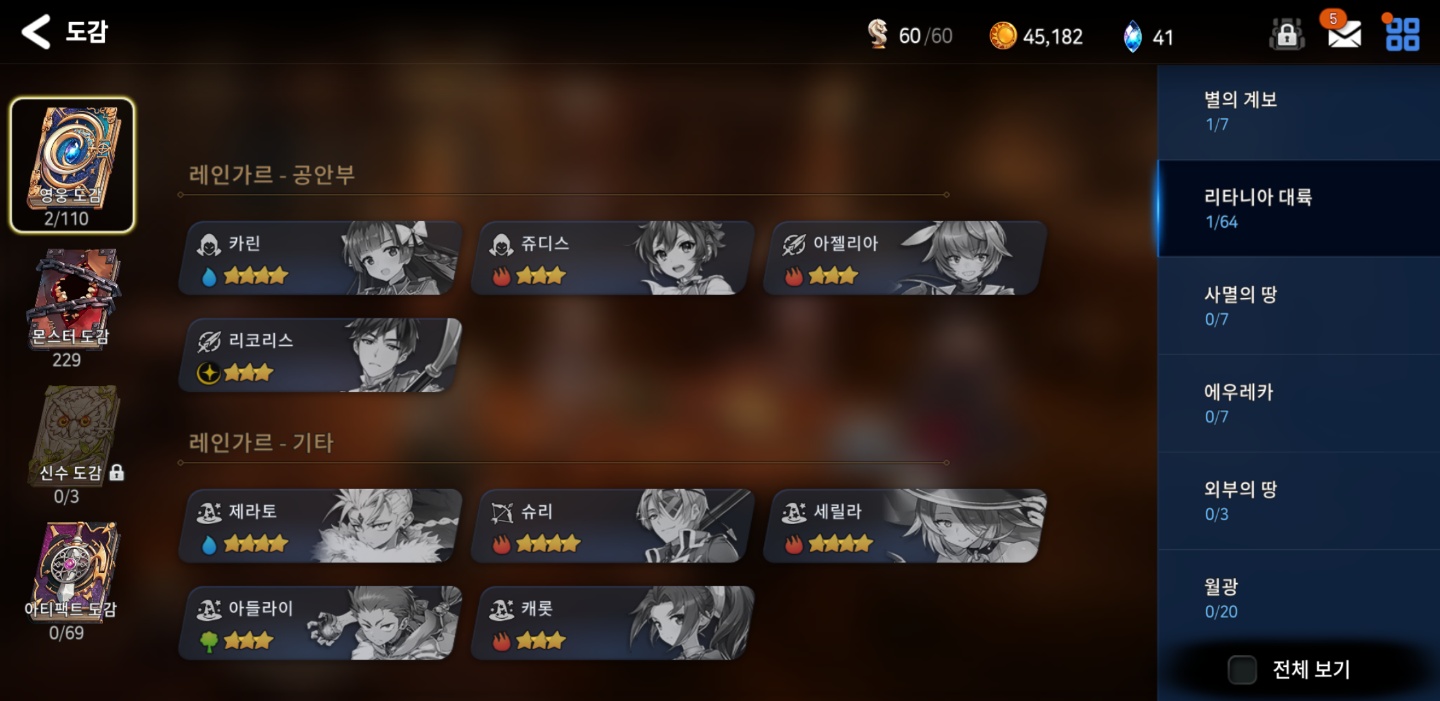 도감
60/60
45,182
41
5
영웅 도감
2/110
몬스터 도감
229
신수 도감
0/3
아티팩트 도감
0/69
레인가르 - 공안부
카린
쥬디스
아젤리아
리코리스
레인가르 - 기타
제라토
슈리
세릴라
아들라이
캐롯
별의 계보
1/7
리타니아 대륙
1/64
사멸의 땅
0/7
에우레카
0/7
외부의 땅
0/3
월광
0/20
전체 보기